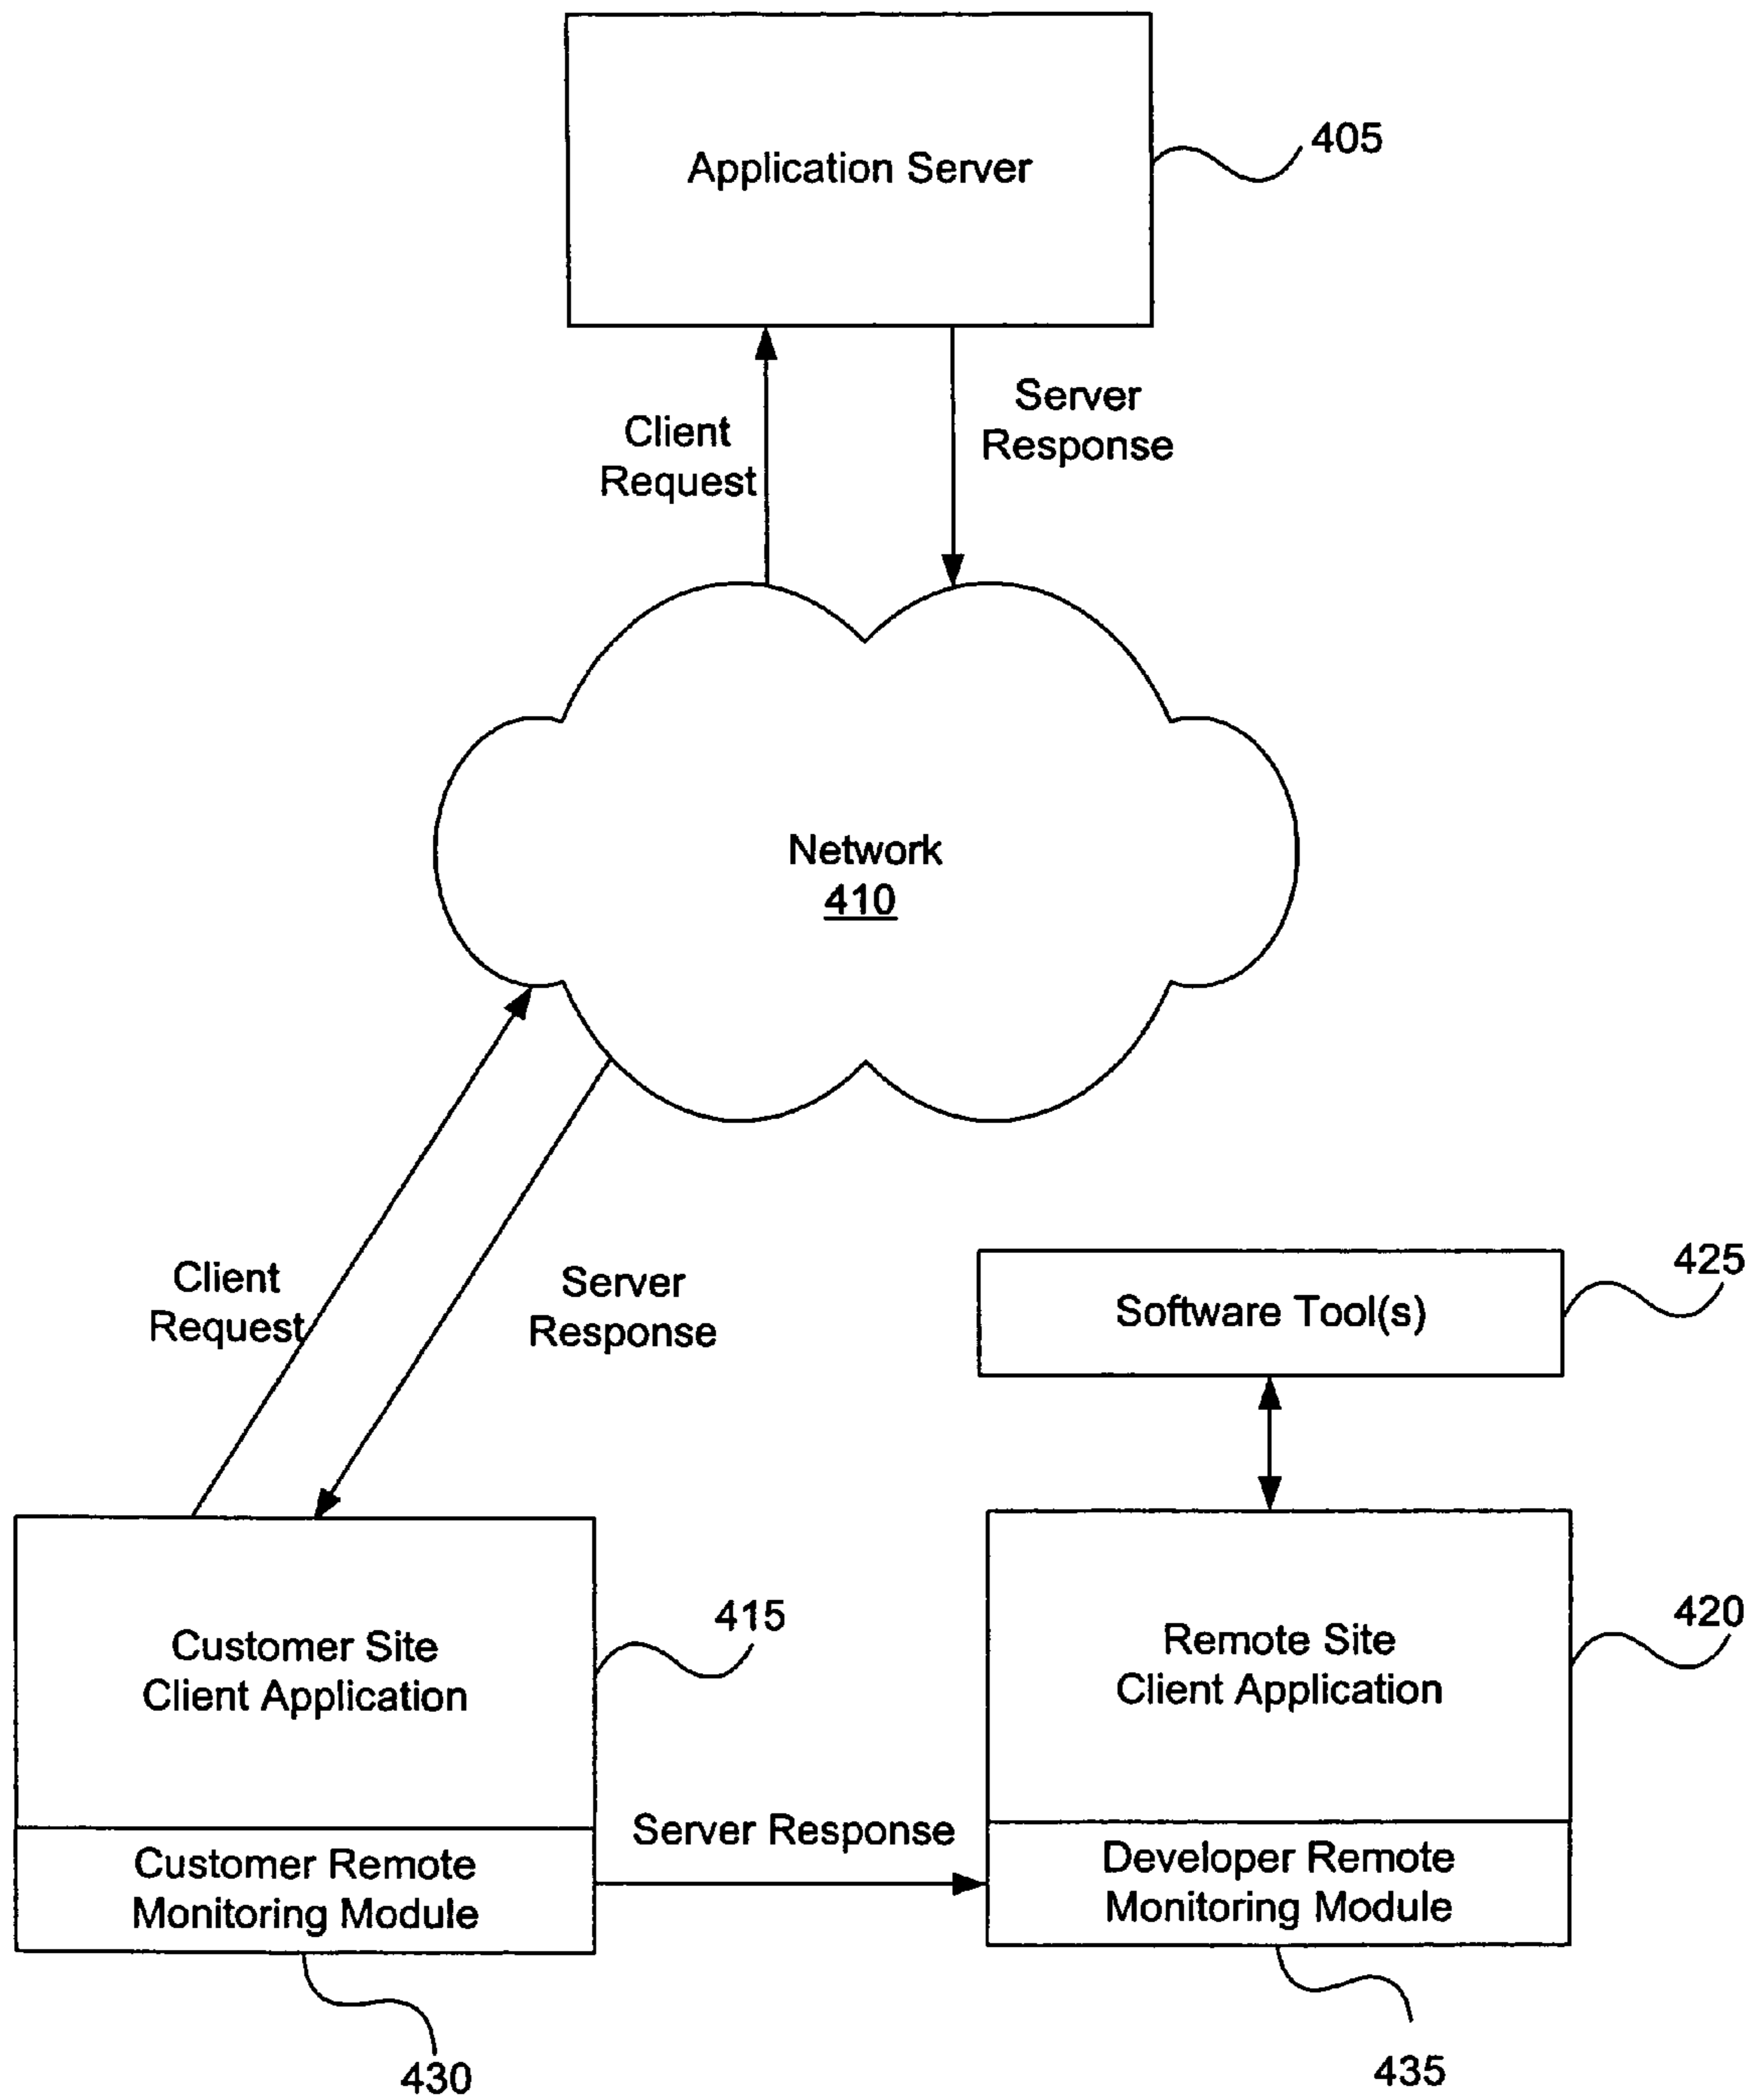 Application Server
405
Client
Request
Server
Response
Network
410
Client
Request
Server
Response
Software Tool(s)
425
Customer Site
Client Application
415
Remote Site
Client Application
420
Server Response
Customer Remote
Monitoring Module
Developer Remote
Monitoring Module
430
435